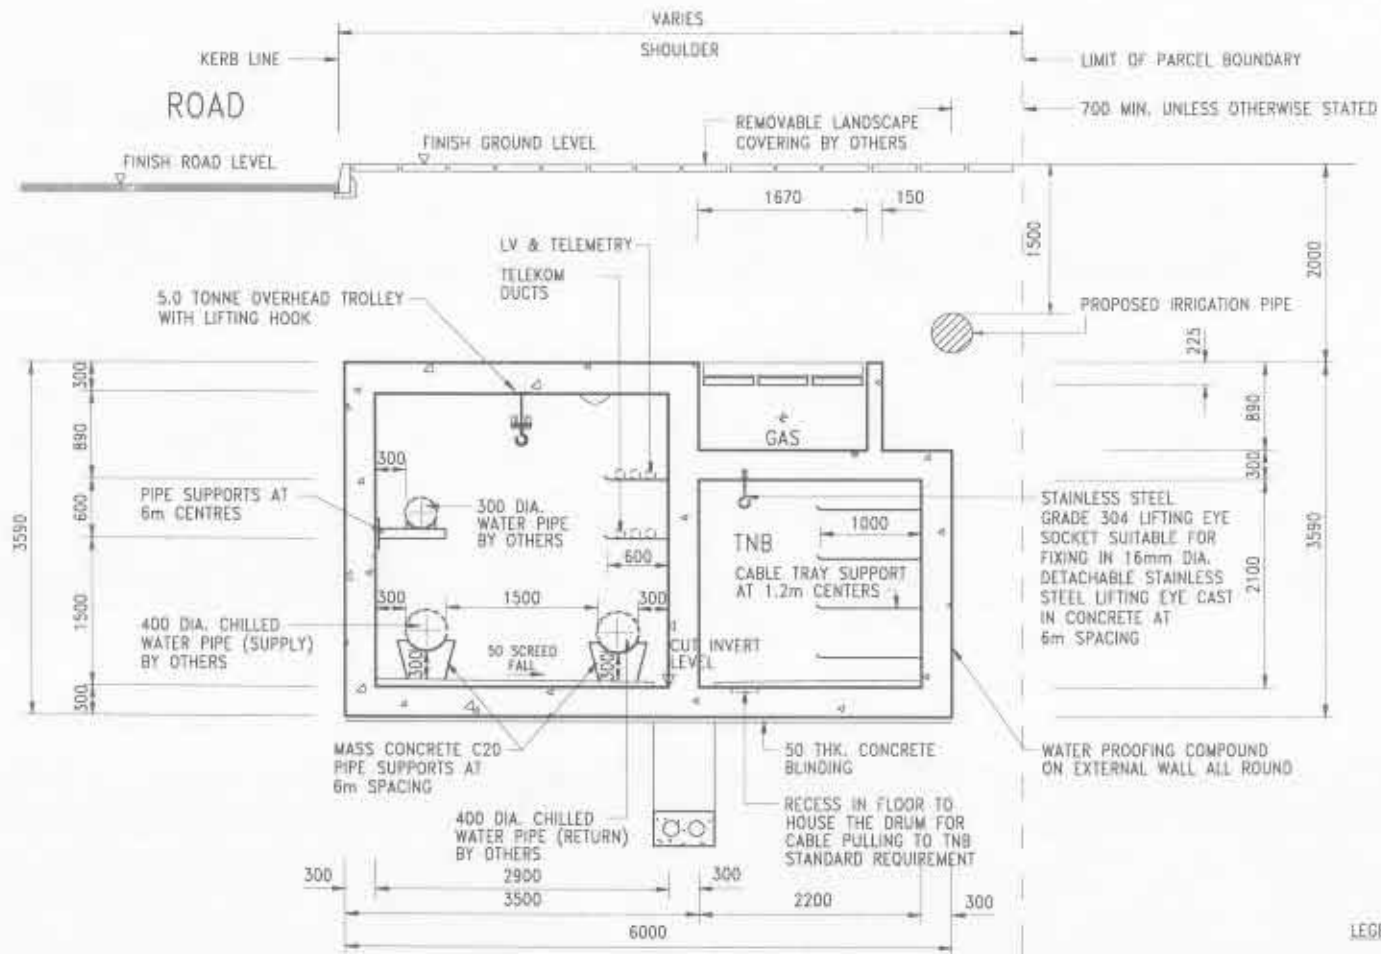 VARIES
SHOULDER
KERB LINE
LIMIT OF PARCEL BOUNDARY
ROAD
700 MIN. UNLESS OTHERWISE STATED
REMOVABLE LANDSCAPE
COVERING BY OTHERS
FINISH GROUND LEVEL
FINISH ROAD LEVEL
1670
150
1500
2000
LV & TELEMETRY
TELEKOM
DUCTS
5.0 TONNE OVERHEAD TROLLEY
WITH LIFTING HOOK
PROPOSED IRRIGATION PIPE
225
300
890
600
300
3590
GAS
890
300
2100
3590
300
PIPE SUPPORTS AT
6m CENTRES
300 DIA.
WATER PIPE
BY OTHERS
TNB
1000
CABLE TRAY SUPPORT
AT 1.2m CENTERS
STAINLESS STEEL
GRADE 304 LIFTING EYE
SOCKET SUITABLE FOR
FIXING IN 16mm DIA.
DETACHABLE STAINLESS
STEEL LIFTING EYE CAST
IN CONCRETE AT
6m SPACING
600
300
1500
300
400 DIA. CHILLED
WATER PIPE (SUPPLY)
BY OTHERS
300
50 SCREED
FALL
300
CUT INVERT
LEVEL
MASS CONCRETE C20
PIPE SUPPORTS AT
6m SPACING
50 THK. CONCRETE
BLINDING
WATER PROOFING COMPOUND
ON EXTERNAL WALL ALL ROUND
400 DIA. CHILLED
WATER PIPE (RETURN)
BY OTHERS
RECESS IN FLOOR TO
HOUSE THE DRUM FOR
CABLE PULLING TO TNB
STANDARD REQUIREMENT
300
2900
300
3500
2200
300
6000